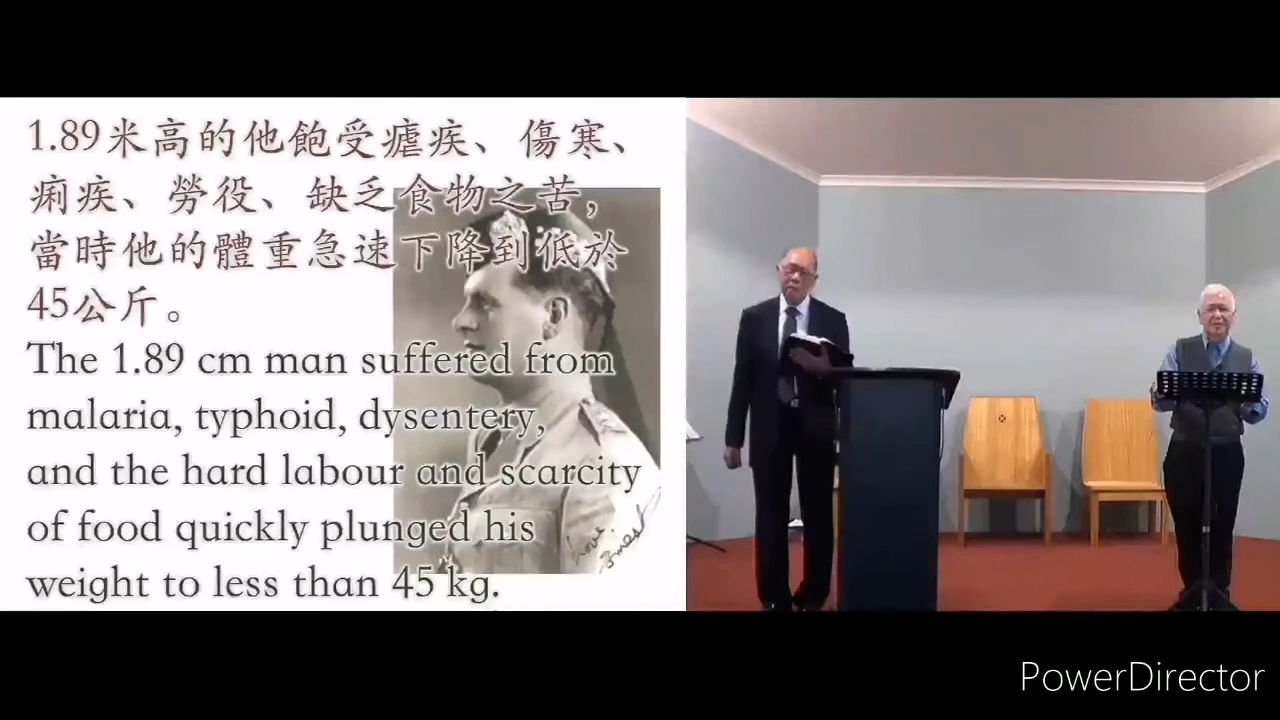 1.89米高的他飽受瘧疾、傷寒、
痢疾、勞役、缺乏食物之苦，
當時他的體重急速下降到低於
45公斤。
The 1.89 cm man suffered from
malaria, typhoid, dysentery,
and the hard labour and scarcity
of food quickly plunged his
weight to less than 45 kg.
Love
Ernest
PowerDirector